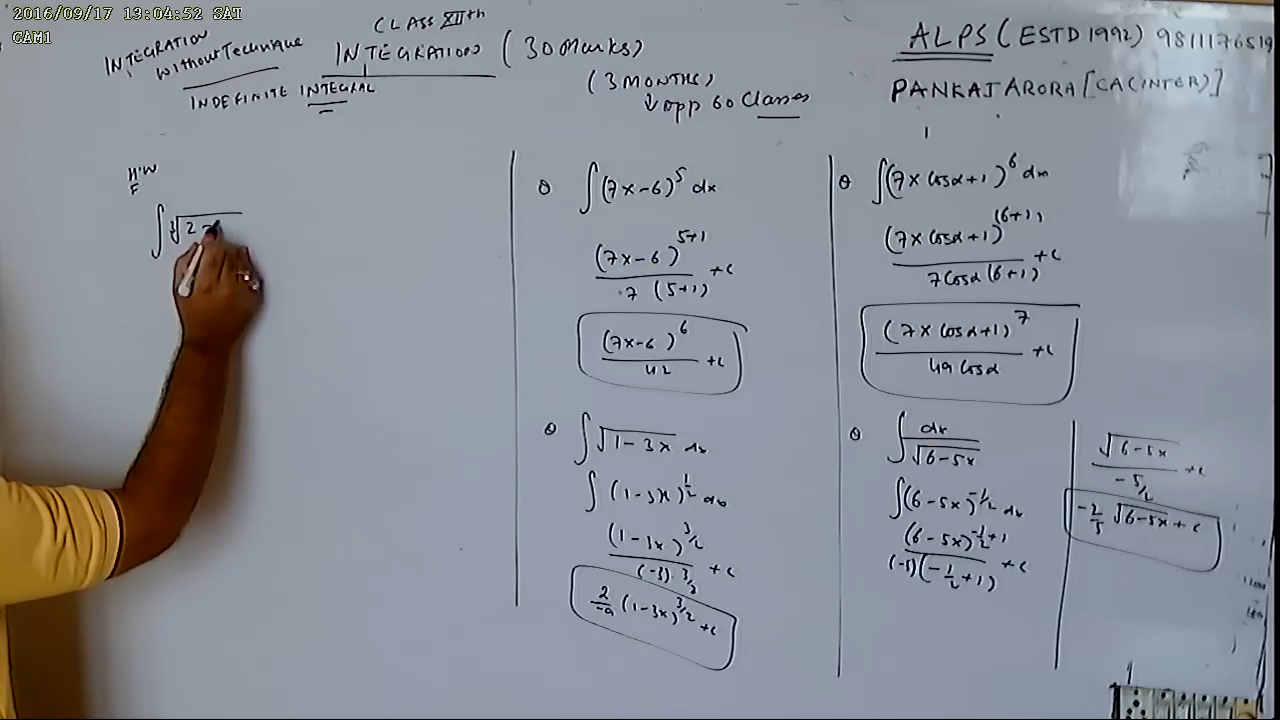 2016/09/17 19:04:52 SAT
CAM1
CLASS XIIth
INTEGRATION
without Technique
INTEGRATIONS (30 Marks)
INDEFINITE INTEGRAL
(3 MONTHS)
↓ opp 60 Classes
ALPS (ESTD 1992) 9811176519
PANKAJ ARORA [CA(INTER)]
H.W
F
∫ ∛2
Q ∫(7x-6)^5 dx
(7x-6)^(5+1) / 7(5+1) + c
(7x-6)^6 / 42 + c
Q ∫√(1-3x) dx
∫(1-3x)^(1/2) dx
(1-3x)^(3/2) / (-3).3/2 + c
2/-9 (1-3x)^(3/2) + c
Q ∫(7x cosα+1)^6 dx
(7x cosα+1)^(6+1) / 7cosα(6+1) + c
(7x cosα+1)^7 / 49 cosα + c
Q ∫dx / √(6-5x)
∫(6-5x)^(-1/2) dx
(6-5x)^(-1/2+1) / (-5)(-1/2+1) + c
√(6-5x) / -5/2 + c
-2/5 √(6-5x) + c